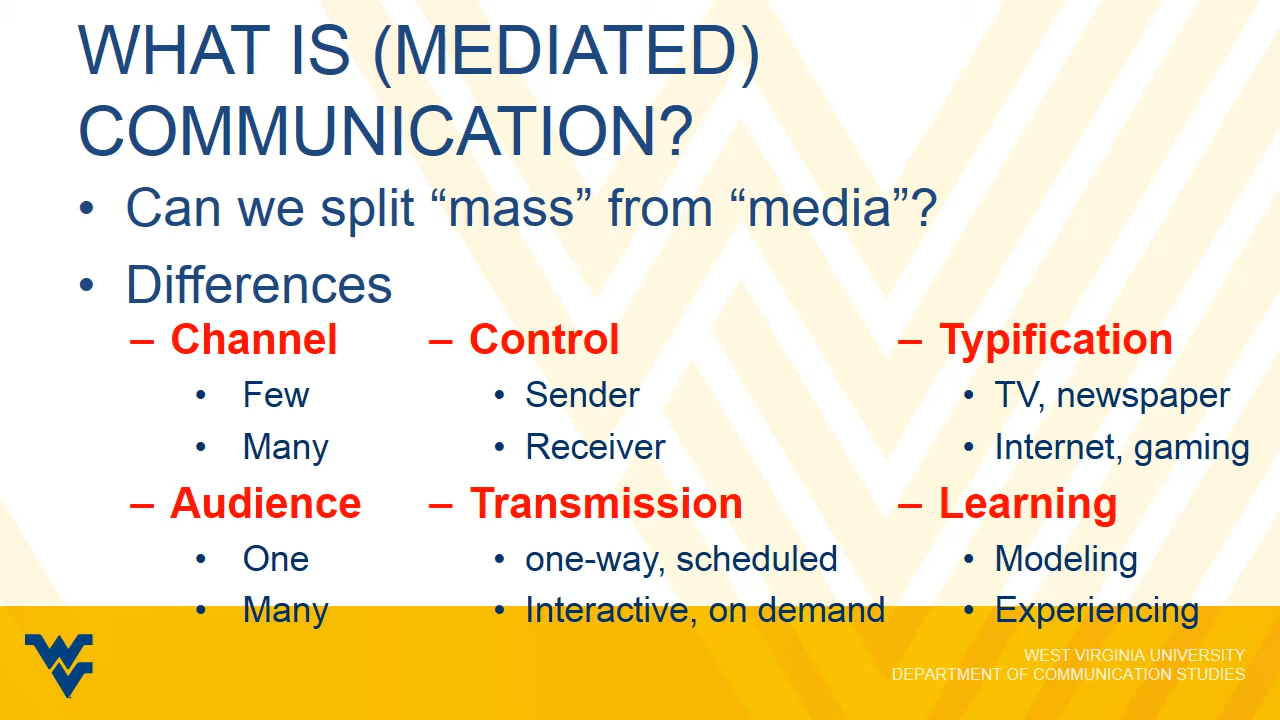 WHAT IS (MEDIATED)
COMMUNICATION?
• Can we split “mass” from “media”?
• Differences
– Channel
• Few
• Many
– Audience
• One
• Many
– Control
• Sender
• Receiver
– Transmission
• one-way, scheduled
• Interactive, on demand
– Typification
• TV, newspaper
• Internet, gaming
– Learning
• Modeling
• Experiencing
WEST VIRGINIA UNIVERSITY
DEPARTMENT OF COMMUNICATION STUDIES